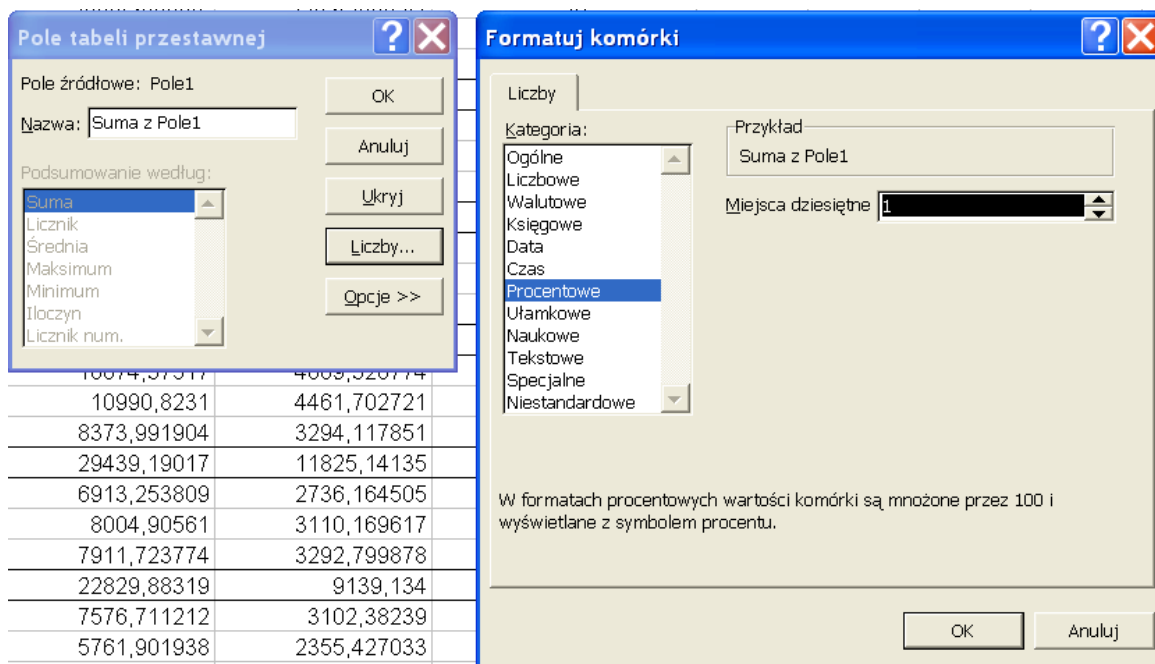 Pole tabeli przestawnej
Pole źródłowe: Pole1
Nazwa: Suma z Pole1
Podsumowanie według:
Suma
Licznik
Średnia
Maksimum
Minimum
Iloczyn
Licznik num.
OK
Anuluj
Ukryj
Liczby...
Opcje >>
Formatuj komórki
Liczby
Kategoria:
Ogólne
Liczbowe
Walutowe
Księgowe
Data
Czas
Procentowe
Ułamkowe
Naukowe
Tekstowe
Specjalne
Niestandardowe
Przykład
Suma z Pole1
Miejsca dziesiętne 1
W formatach procentowych wartości komórki są mnożone przez 100 i
wyświetlane z symbolem procentu.
OK Anuluj
10990,8231 4461,702721
8373,991904 3294,117851
29439,19017 11825,14135
6913,253809 2736,164505
8004,90561 3110,169617
7911,723774 3292,799878
22829,88319 9139,134
7576,711212 3102,38239
5761,901938 2355,427033